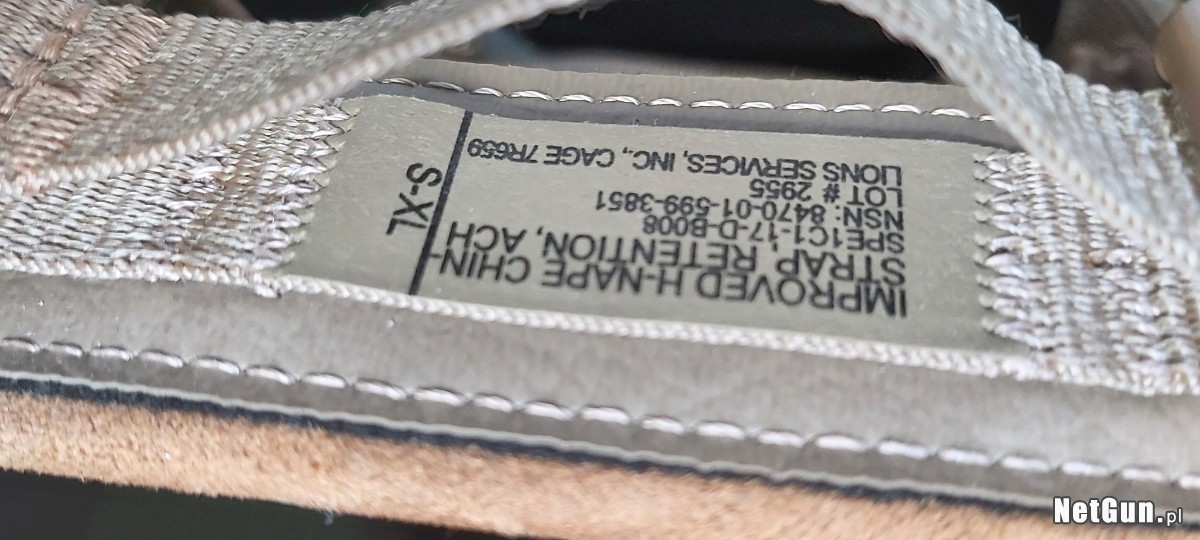 IMPROVED H-NAPE CHIN-
STRAP, RETENTION, ACH
SPE1C1-17-D-B008
NSN: 8470-01-599-3851
LOT # 2955
LIONS SERVICES, INC., CAGE 7R659
S-XL
NetGun.pl